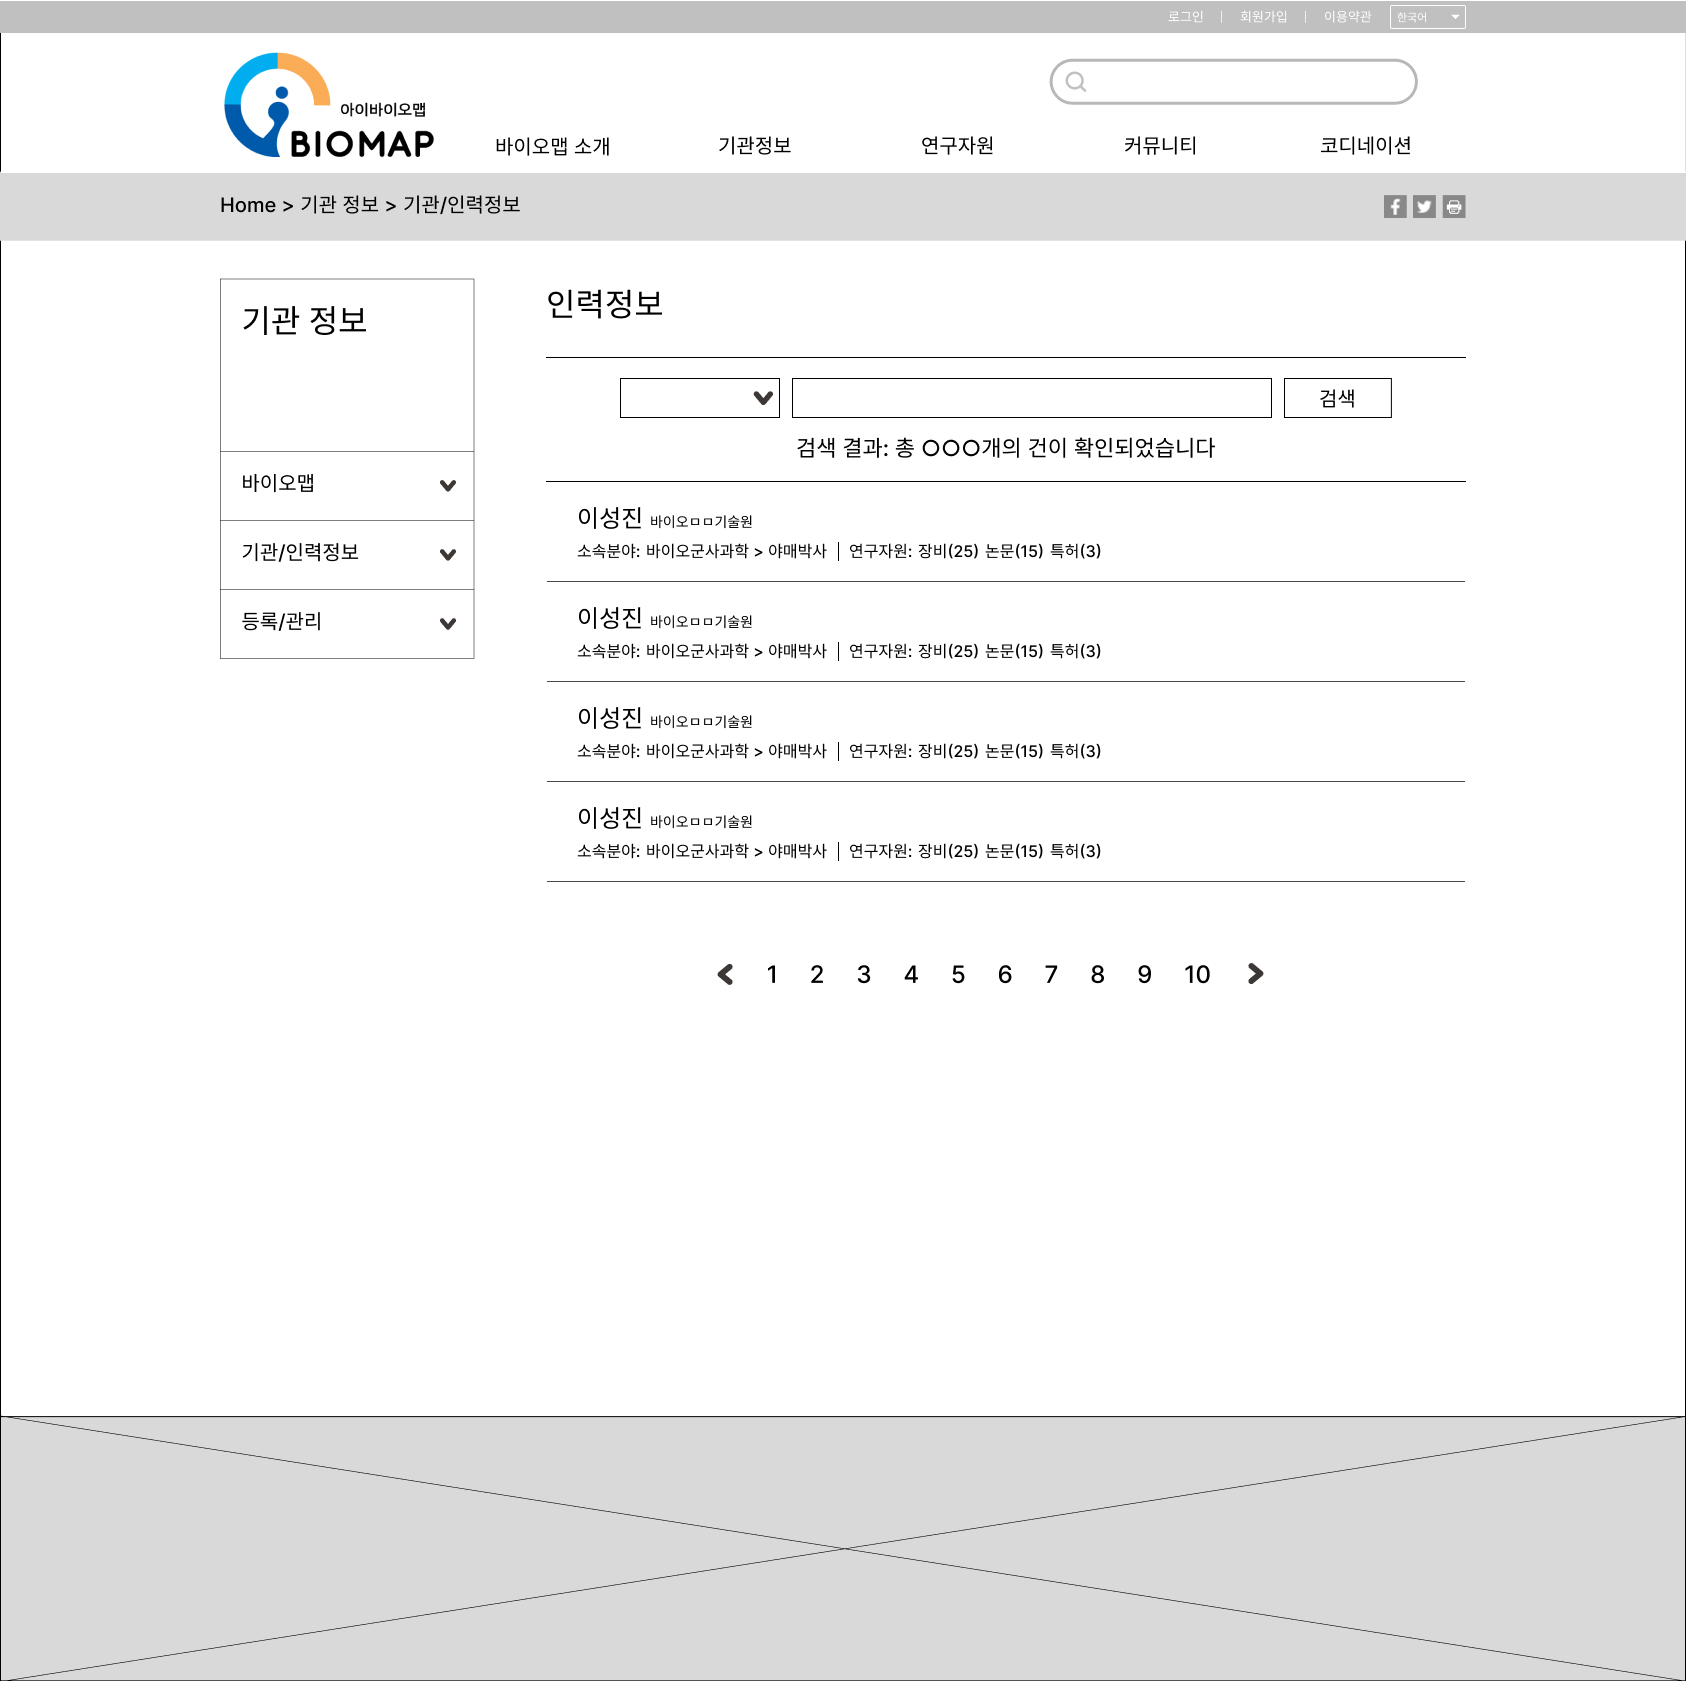 로그인 | 회원가입 | 이용약관 한국어
아이바이오맵
BIOMAP
바이오맵 소개 기관정보 연구자원 커뮤니티 코디네이션
Home > 기관 정보 > 기관/인력정보
기관 정보
바이오맵
기관/인력정보
등록/관리
인력정보
검색
검색 결과: 총 ㅇㅇㅇ개의 건이 확인되었습니다
이성진 바이오ㅁㅁ기술원
소속분야: 바이오군사과학 > 야매박사 | 연구자원: 장비(25) 논문(15) 특허(3)
이성진 바이오ㅁㅁ기술원
소속분야: 바이오군사과학 > 야매박사 | 연구자원: 장비(25) 논문(15) 특허(3)
이성진 바이오ㅁㅁ기술원
소속분야: 바이오군사과학 > 야매박사 | 연구자원: 장비(25) 논문(15) 특허(3)
이성진 바이오ㅁㅁ기술원
소속분야: 바이오군사과학 > 야매박사 | 연구자원: 장비(25) 논문(15) 특허(3)
1 2 3 4 5 6 7 8 9 10